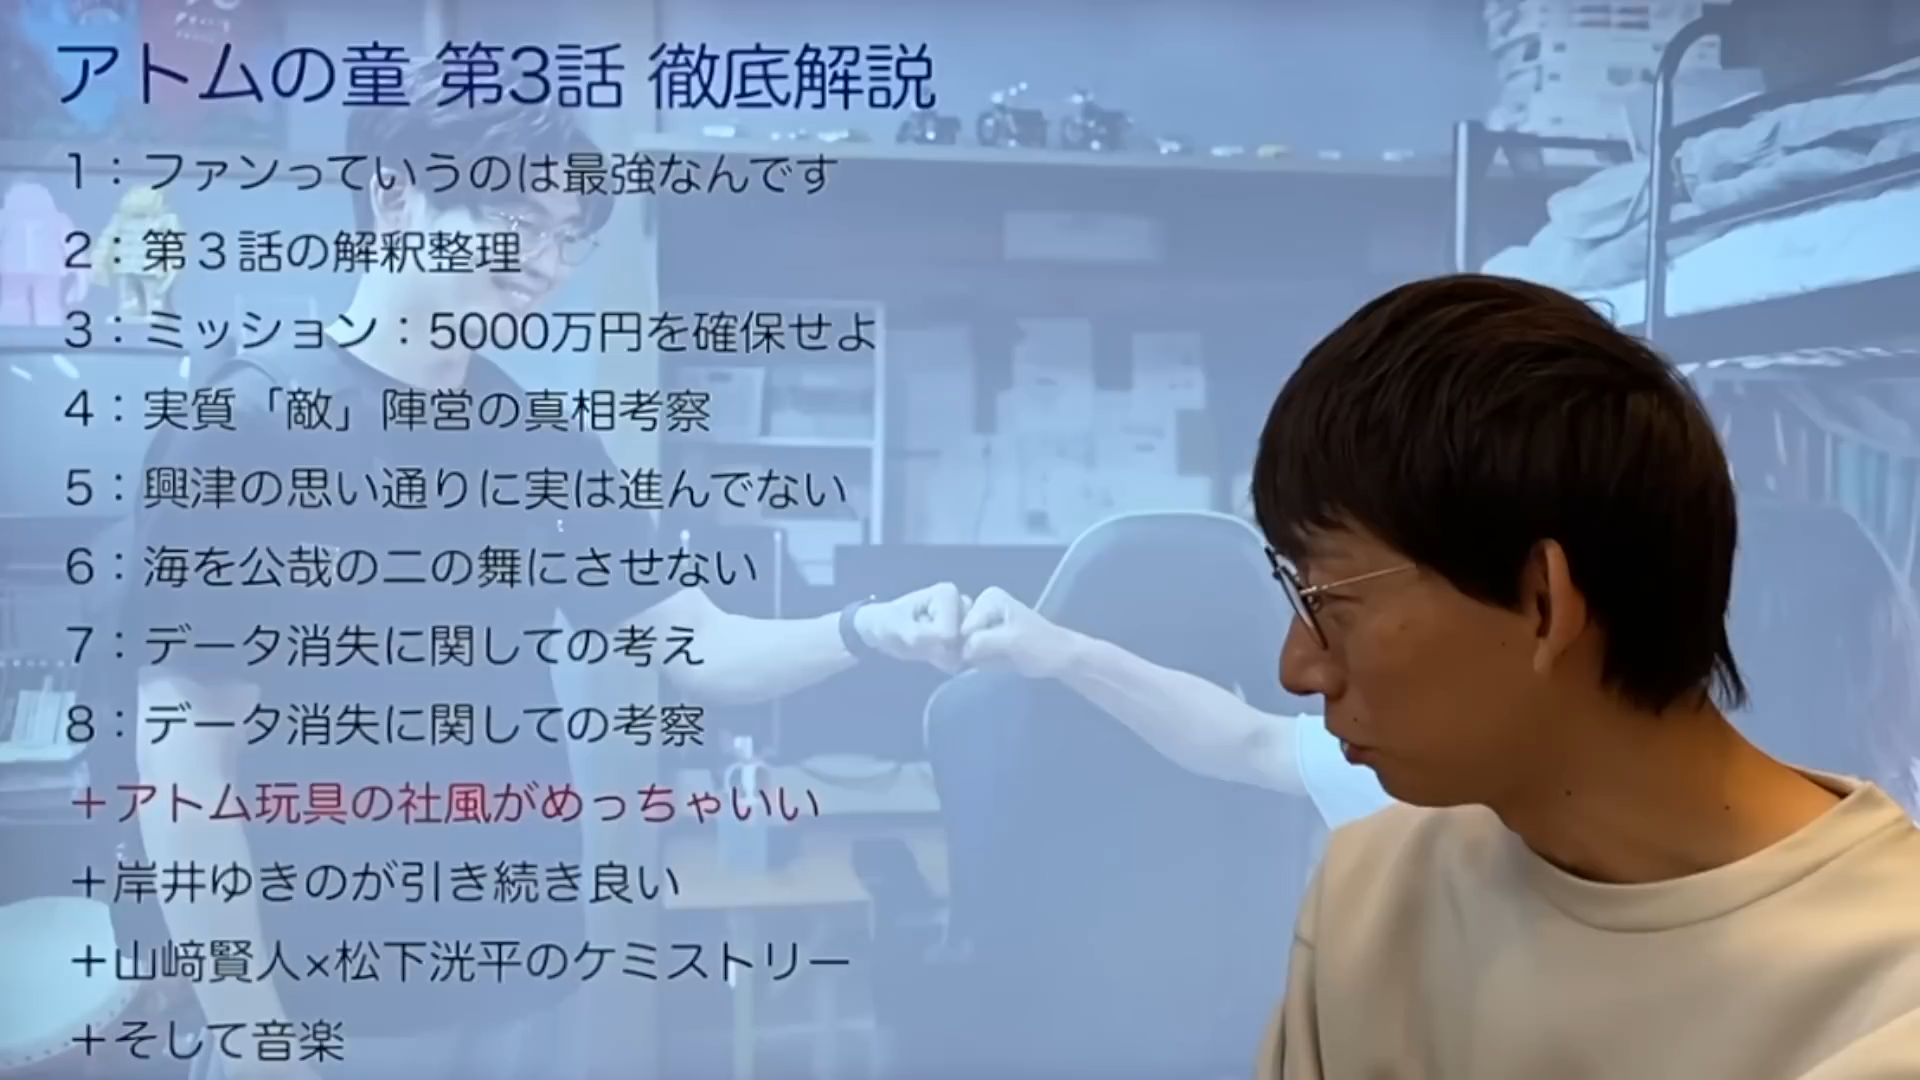 アトムの童 第3話 徹底解説
1：ファンっていうのは最強なんです
2：第３話の解釈整理
3：ミッション：5000万円を確保せよ
4：実質「敵」陣営の真相考察
5：興津の思い通りに実は進んでない
6：海を公哉の二の舞にさせない
7：データ消失に関しての考え
8：データ消失に関しての考察
＋アトム玩具の社風がめっちゃいい
＋岸井ゆきのが引き続き良い
＋山﨑賢人×松下洸平のケミストリー
＋そして音楽